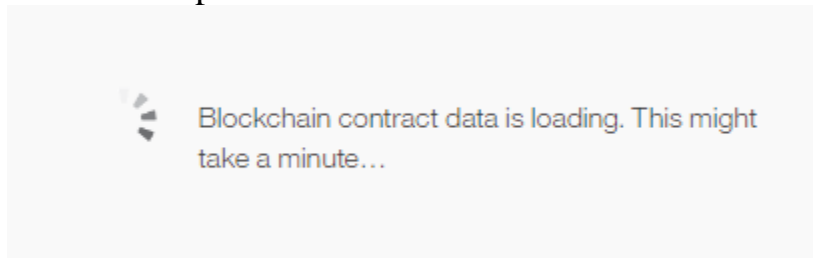 Blockchain contract data is loading. This might
take a minute…